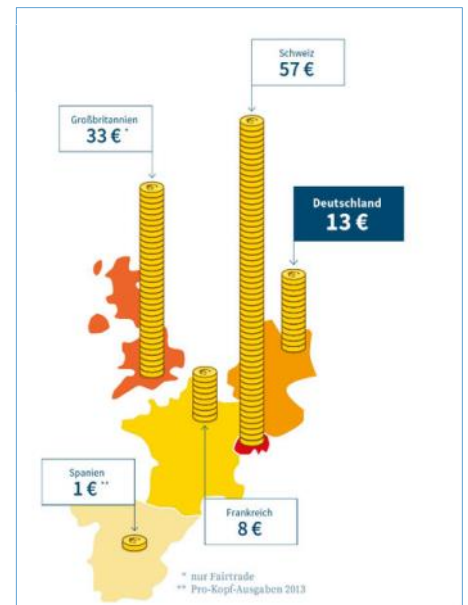 Schweiz
57 €
Großbritannien
33 € *
Deutschland
13 €
Spanien
1 € **
Frankreich
8 €
* nur Fairtrade
** Pro-Kopf-Ausgaben 2013